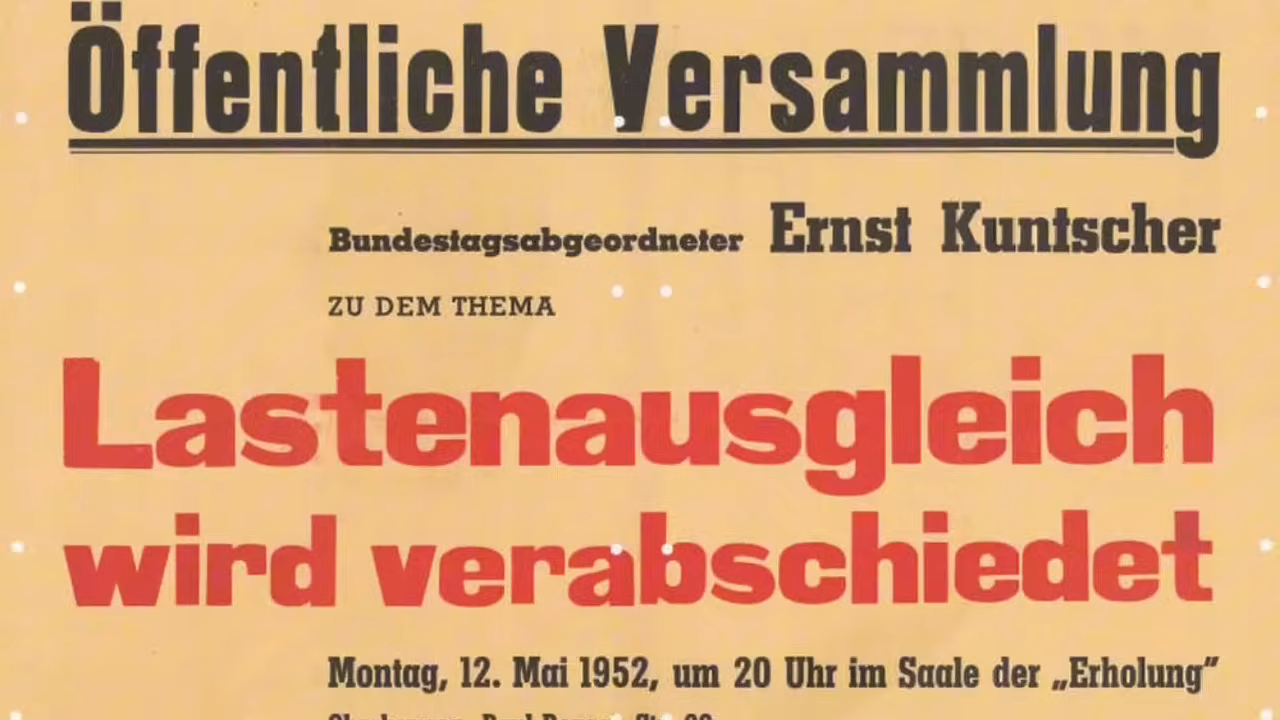 Öffentliche Versammlung
Bundestagsabgeordneter Ernst Kuntscher
ZU DEM THEMA
Lastenausgleich
wird verabschiedet
Montag, 12. Mai 1952, um 20 Uhr im Saale der „Erholung”